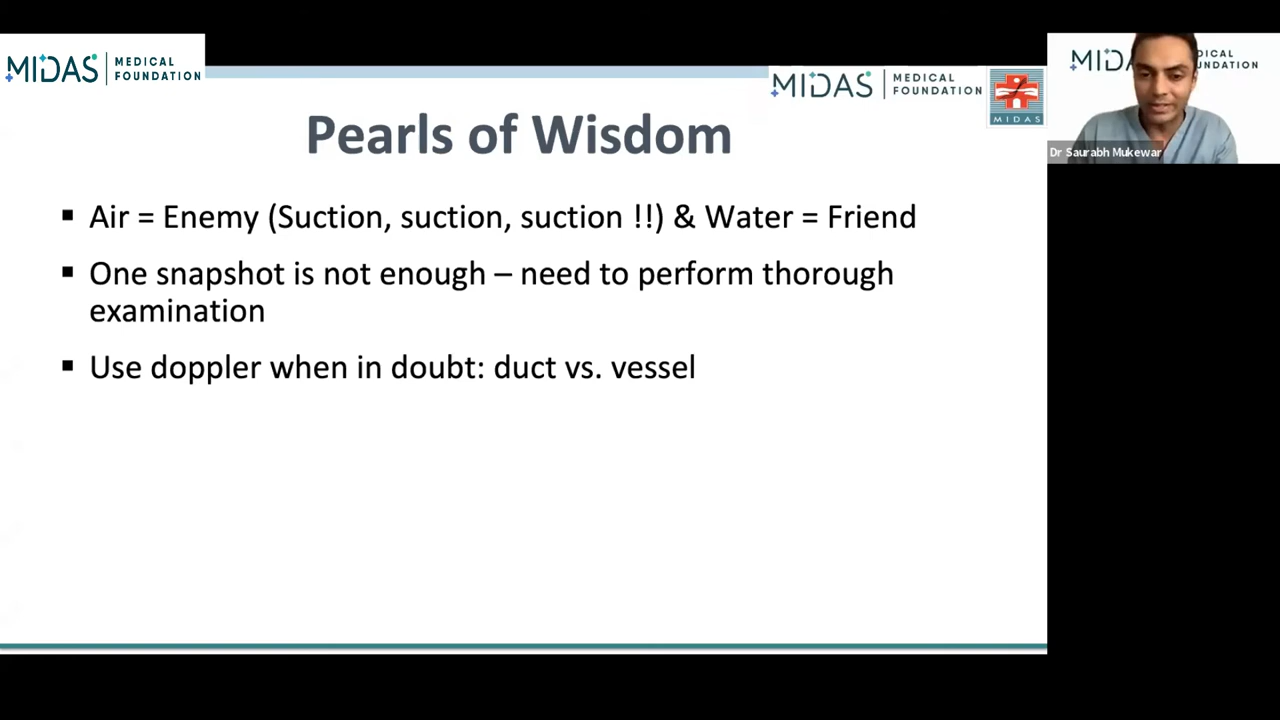 MIDAS MEDICAL FOUNDATION
MIDAS MEDICAL FOUNDATION
MIDAS
Dr Saurabh Mukewar
Pearls of Wisdom
▪ Air = Enemy (Suction, suction, suction !!) & Water = Friend
▪ One snapshot is not enough – need to perform thorough
examination
▪ Use doppler when in doubt: duct vs. vessel